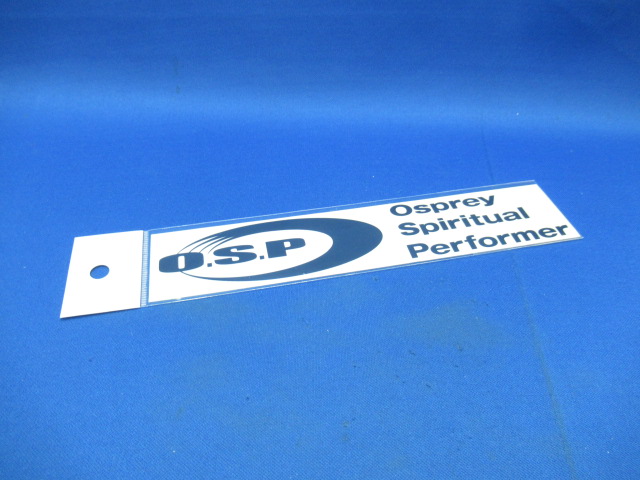 O.S.P
Osprey
Spiritual
Performer